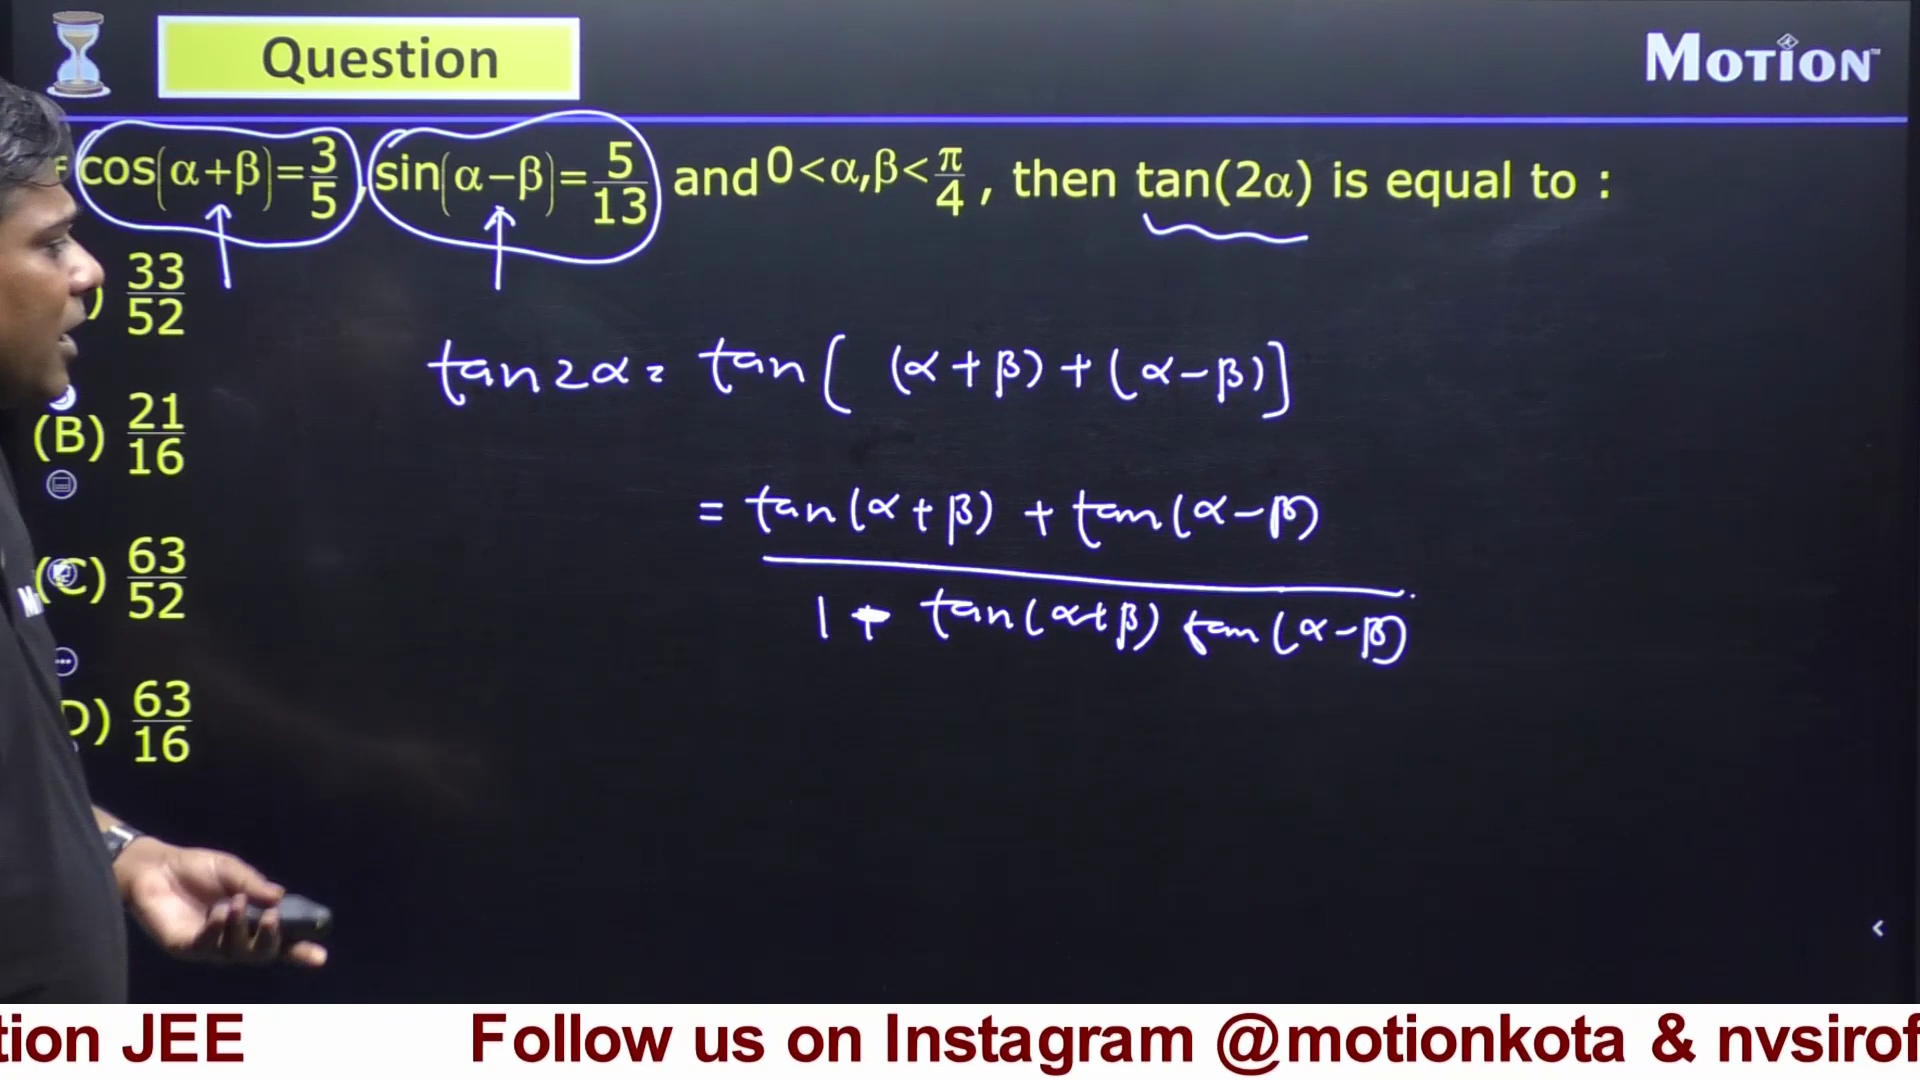 Question
MOTION™
cos(α+β)=3/5, sin(α−β)=5/13 and 0<α,β<π/4, then tan(2α) is equal to :
) 33/52
(B) 21/16
(C) 63/52
D) 63/16
tan2α = tan[ (α+β)+(α−β)]
= tan(α+β) + tan(α−β)
1 - tan(α+β) tan(α−β)
tion JEE Follow us on Instagram @motionkota & nvsirof